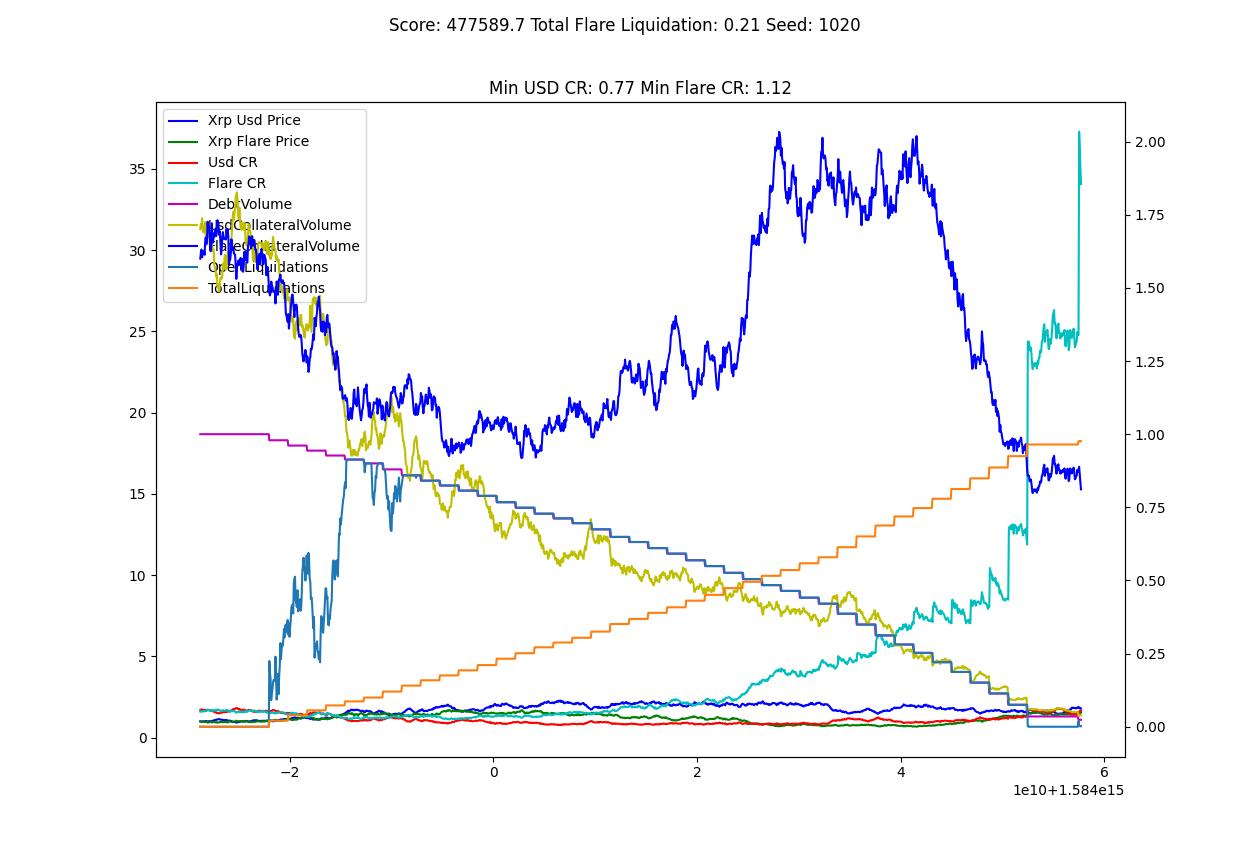 Score: 477589.7 Total Flare Liquidation: 0.21 Seed: 1020
Min USD CR: 0.77 Min Flare CR: 1.12
Xrp Usd Price
Xrp Flare Price
Usd CR
Flare CR
DebtVolume
UsdCollateralVolume
FlareCollateralVolume
OpenLiquidations
TotalLiquidations
35
30
25
20
15
10
5
0
2.00
1.75
1.50
1.25
1.00
0.75
0.50
0.25
0.00
−2
0
2
4
6
1e10+1.584e15